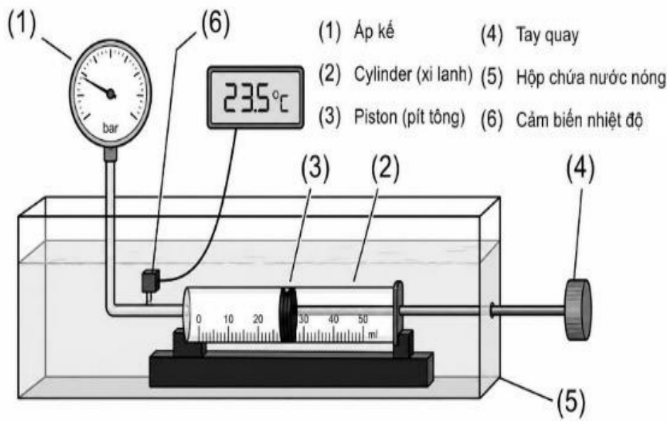 (1)
(6)
(1) Áp kế
(4) Tay quay
(2) Cylinder (xi lanh)
(5) Hộp chứa nước nóng
(3) Piston (pít tông)
(6) Cảm biến nhiệt độ
23.5°C
bar
(3)
(2)
(4)
0 10 20 30 40 50
ml
(5)